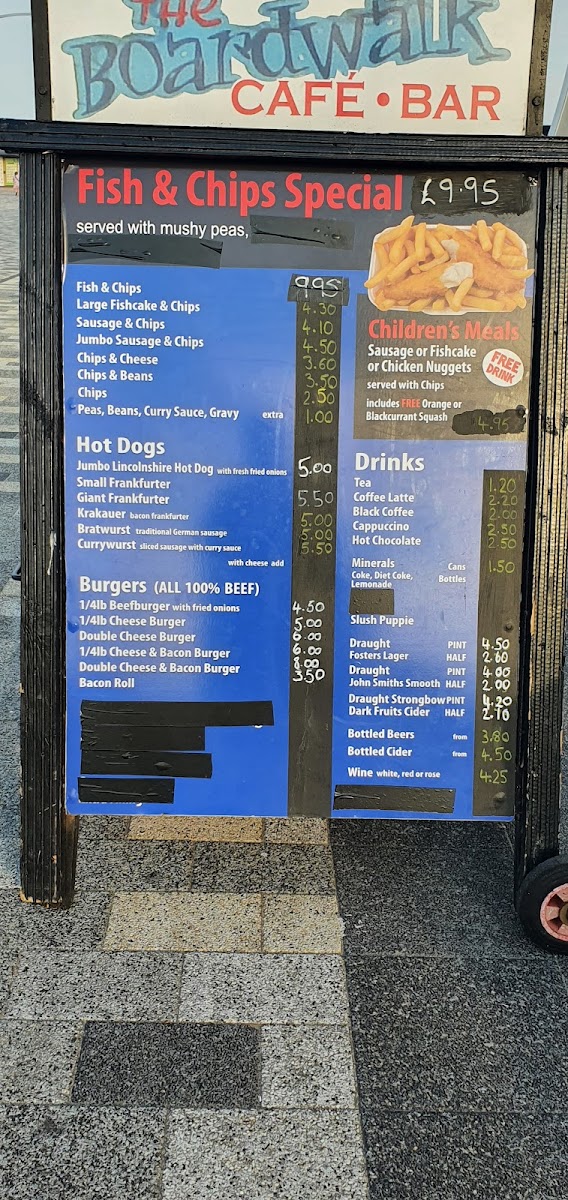 THE
Boardwalk
CAFÉ • BAR
Fish & Chips Special £9.95
served with mushy peas,
Fish & Chips 9.95
Large Fishcake & Chips 4.30
Sausage & Chips 4.10
Jumbo Sausage & Chips 4.50
Chips & Cheese 3.60
Chips & Beans 3.50
Chips 2.50
Peas, Beans, Curry Sauce, Gravy extra 1.00
Hot Dogs
Jumbo Lincolnshire Hot Dog with fresh fried onions 5.00
Small Frankfurter
Giant Frankfurter 5.50
Krakauer bacon frankfurter 5.00
Bratwurst traditional German sausage 5.00
Currywurst sliced sausage with curry sauce 5.50
with cheese add
Burgers (ALL 100% BEEF)
1/4lb Beefburger with fried onions 4.50
1/4lb Cheese Burger 5.00
Double Cheese Burger 6.00
1/4lb Cheese & Bacon Burger 6.00
Double Cheese & Bacon Burger 8.00
Bacon Roll 3.50
Children's Meals
Sausage or Fishcake
or Chicken Nuggets
served with Chips
FREE
DRINK
includes FREE Orange or
Blackcurrant Squash 4.95
Drinks
Tea 1.20
Coffee Latte 2.20
Black Coffee 2.00
Cappuccino 2.50
Hot Chocolate 2.50
Minerals Cans 1.50
Coke, Diet Coke, Bottles
Lemonade
Slush Puppie
Draught PINT 4.50
Fosters Lager HALF 2.60
Draught PINT 4.00
John Smiths Smooth HALF 2.00
Draught Strongbow PINT 4.20
Dark Fruits Cider HALF 2.10
Bottled Beers from 3.80
Bottled Cider from 4.50
Wine white, red or rose 4.25